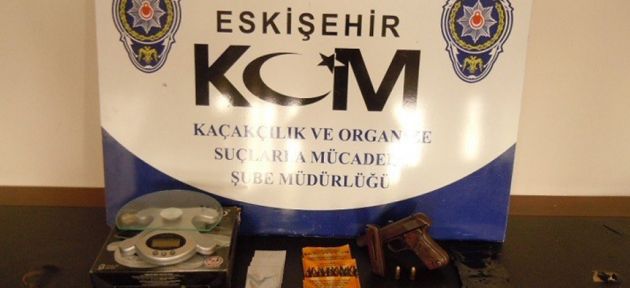 ESKİŞEHİR
KOM
KAÇAKÇILIK VE ORGANİZE
SUÇLARLA MÜCADEL
ŞUBE MÜDÜRLÜĞÜ